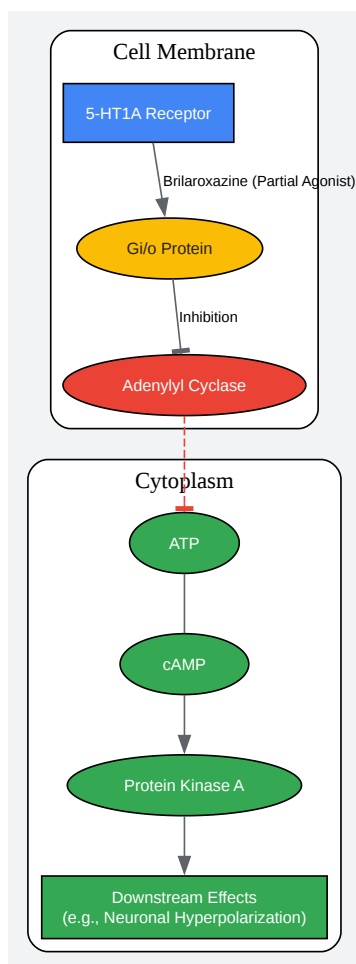 Cell Membrane
5-HT1A Receptor
Brilaroxazine (Partial Agonist)
Gi/o Protein
Inhibition
Adenylyl Cyclase
Cytoplasm
ATP
cAMP
Protein Kinase A
Downstream Effects
(e.g., Neuronal Hyperpolarization)